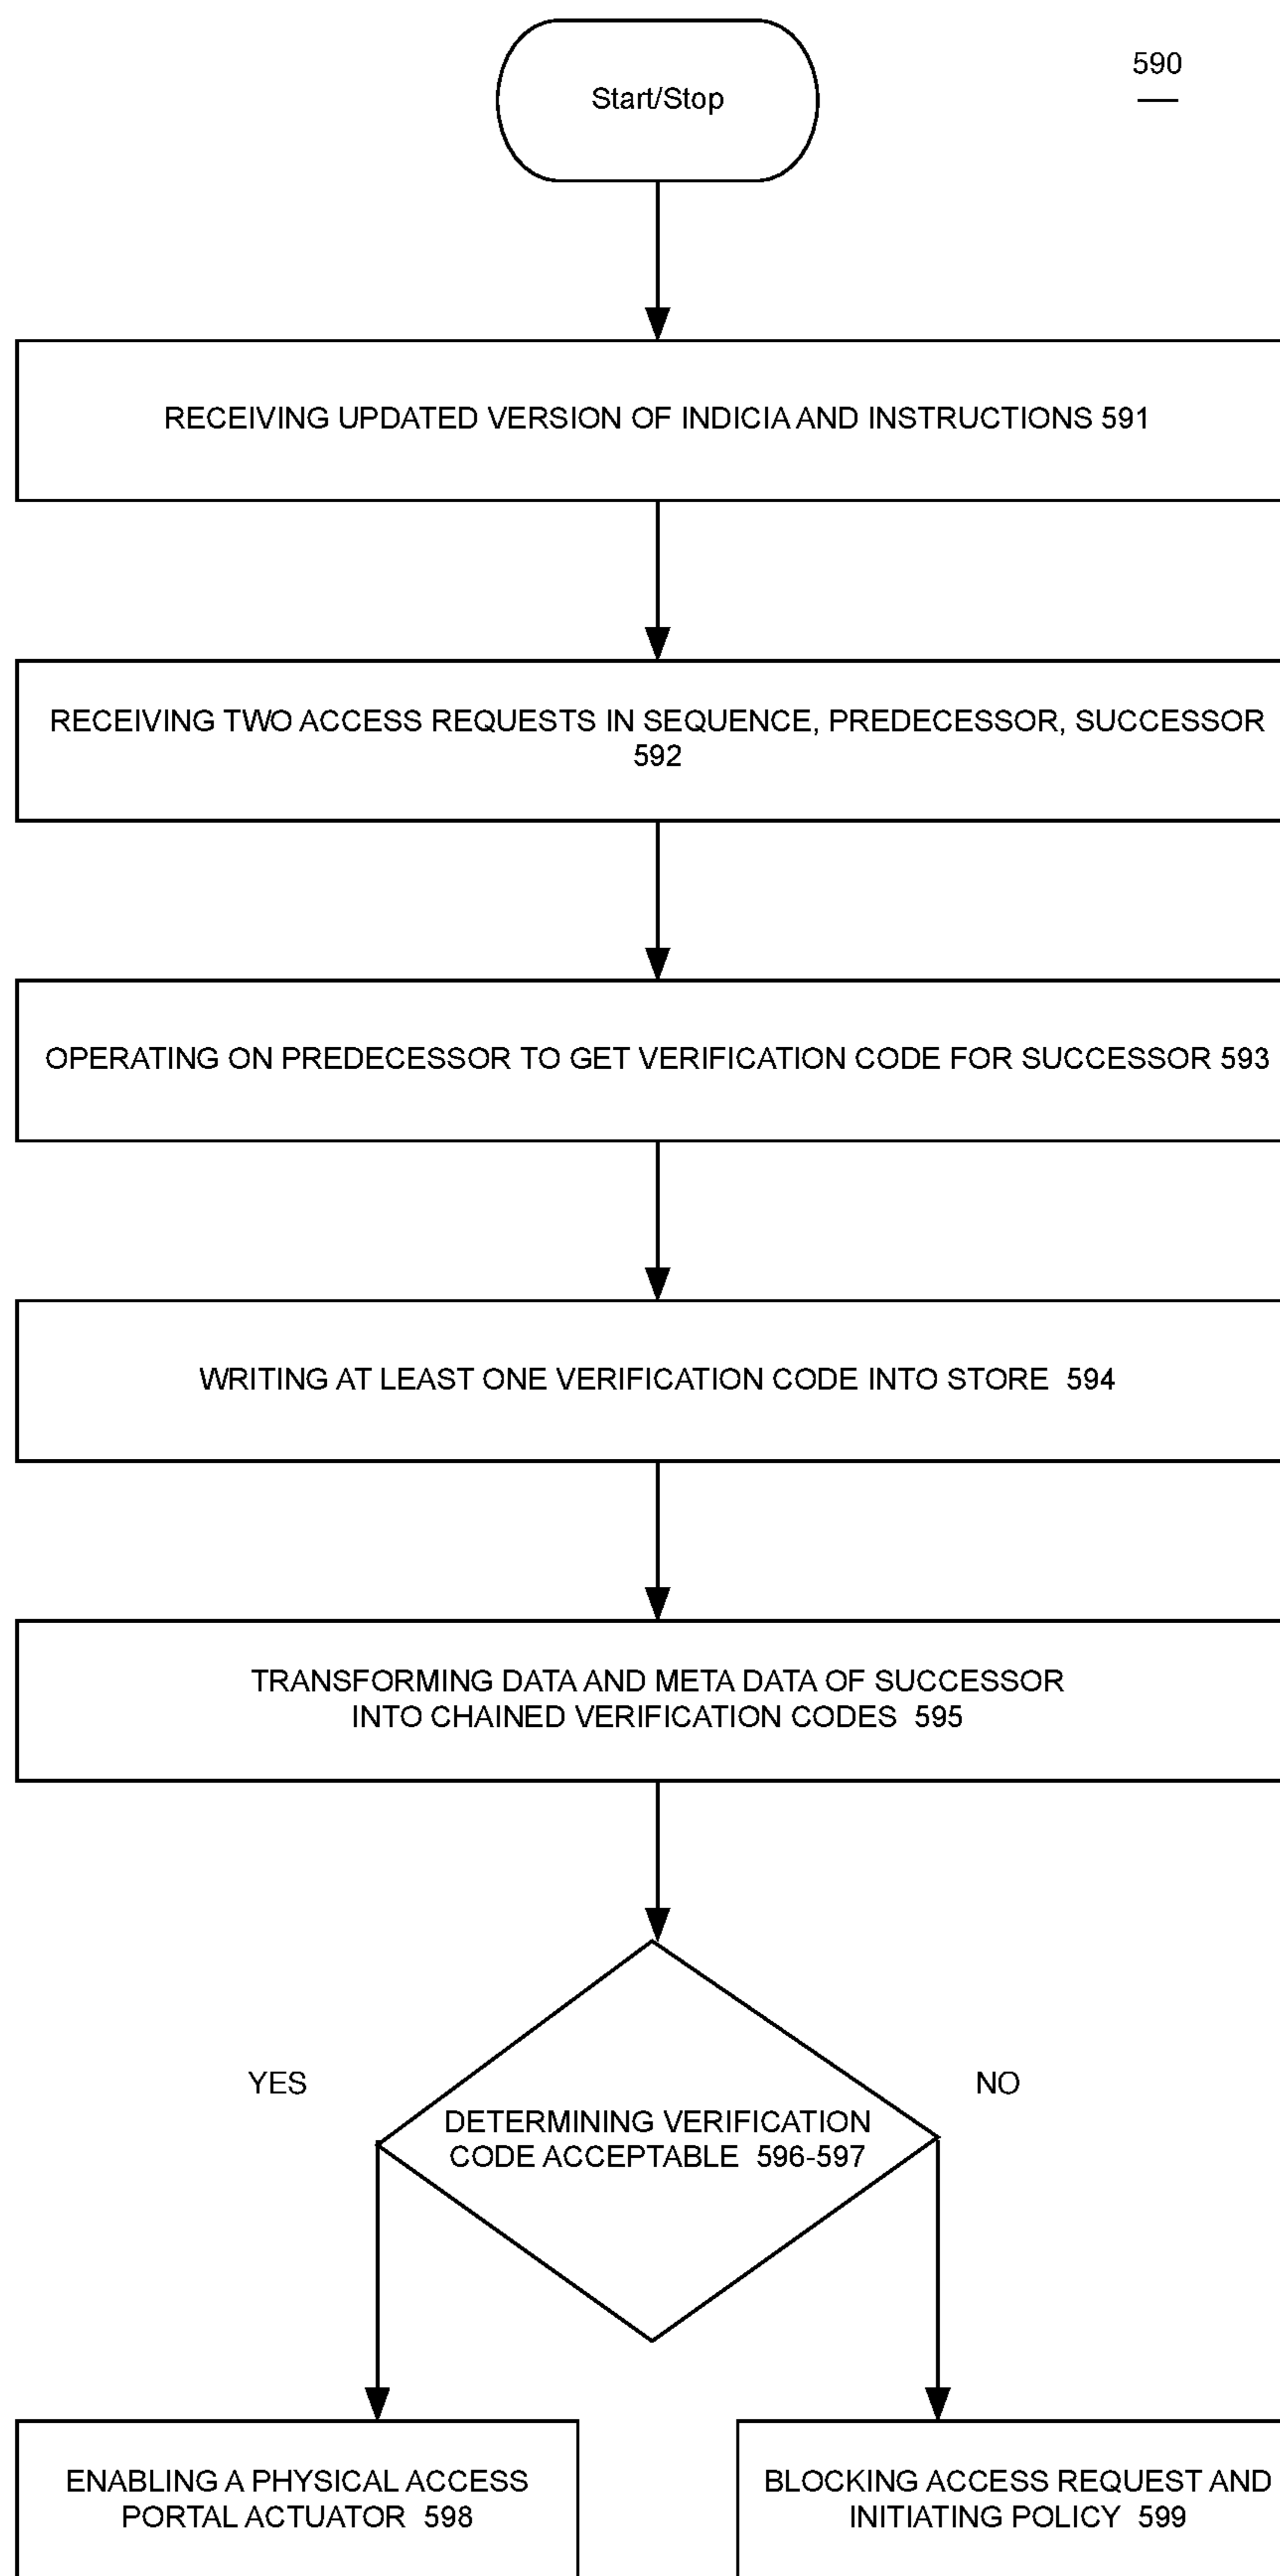 590
Start/Stop
RECEIVING UPDATED VERSION OF INDICIA AND INSTRUCTIONS 591
RECEIVING TWO ACCESS REQUESTS IN SEQUENCE, PREDECESSOR, SUCCESSOR
592
OPERATING ON PREDECESSOR TO GET VERIFICATION CODE FOR SUCCESSOR 593
WRITING AT LEAST ONE VERIFICATION CODE INTO STORE 594
TRANSFORMING DATA AND META DATA OF SUCCESSOR
INTO CHAINED VERIFICATION CODES 595
YES
NO
DETERMINING VERIFICATION
CODE ACCEPTABLE 596-597
ENABLING A PHYSICAL ACCESS
PORTAL ACTUATOR 598
BLOCKING ACCESS REQUEST AND
INITIATING POLICY 599